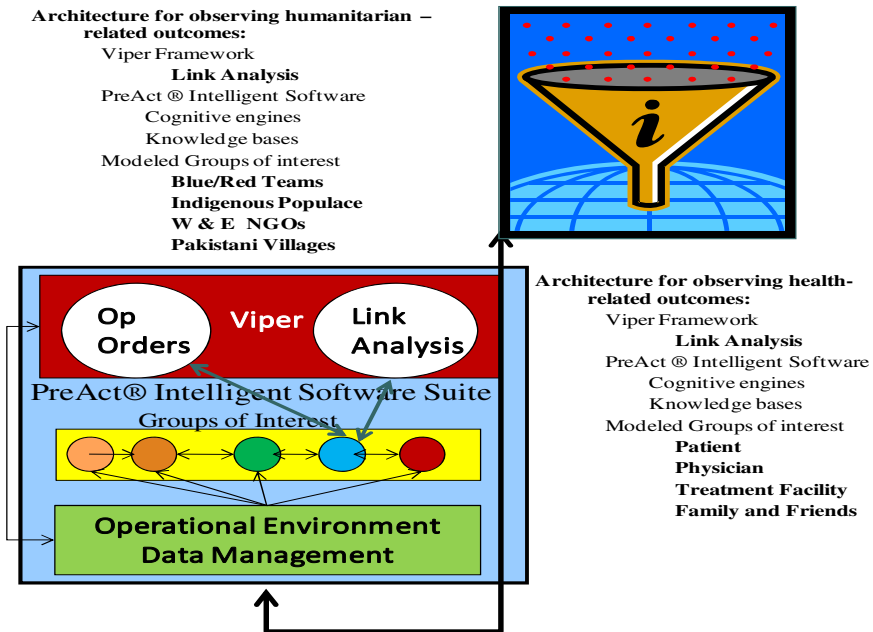 Architecture for observing humanitarian –
related outcomes:
Viper Framework
Link Analysis
PreAct ® Intelligent Software
Cognitive engines
Knowledge bases
Modeled Groups of interest
Blue/Red Teams
Indigenous Populace
W & E NGOs
Pakistani Villages
i
Op
Orders
Viper
Link
Analysis
PreAct® Intelligent Software Suite
Groups of Interest
Operational Environment
Data Management
Architecture for observing health-
related outcomes:
Viper Framework
Link Analysis
PreAct ® Intelligent Software
Cognitive engines
Knowledge bases
Modeled Groups of interest
Patient
Physician
Treatment Facility
Family and Friends